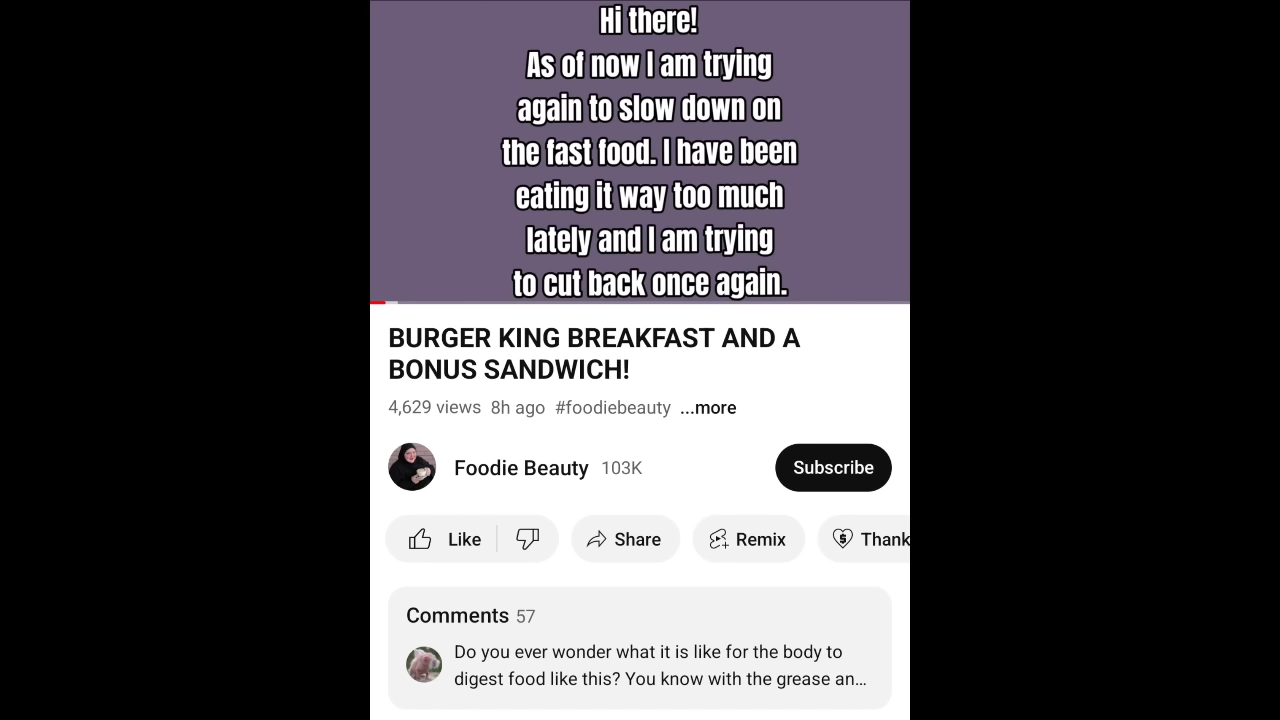 Hi there!
As of now I am trying
again to slow down on
the fast food. I have been
eating it way too much
lately and I am trying
to cut back once again.
BURGER KING BREAKFAST AND A
BONUS SANDWICH!
4,629 views 8h ago #foodiebeauty ...more
Foodie Beauty 103K Subscribe
Like Share Remix Thank
Comments 57
Do you ever wonder what it is like for the body to
digest food like this? You know with the grease an...